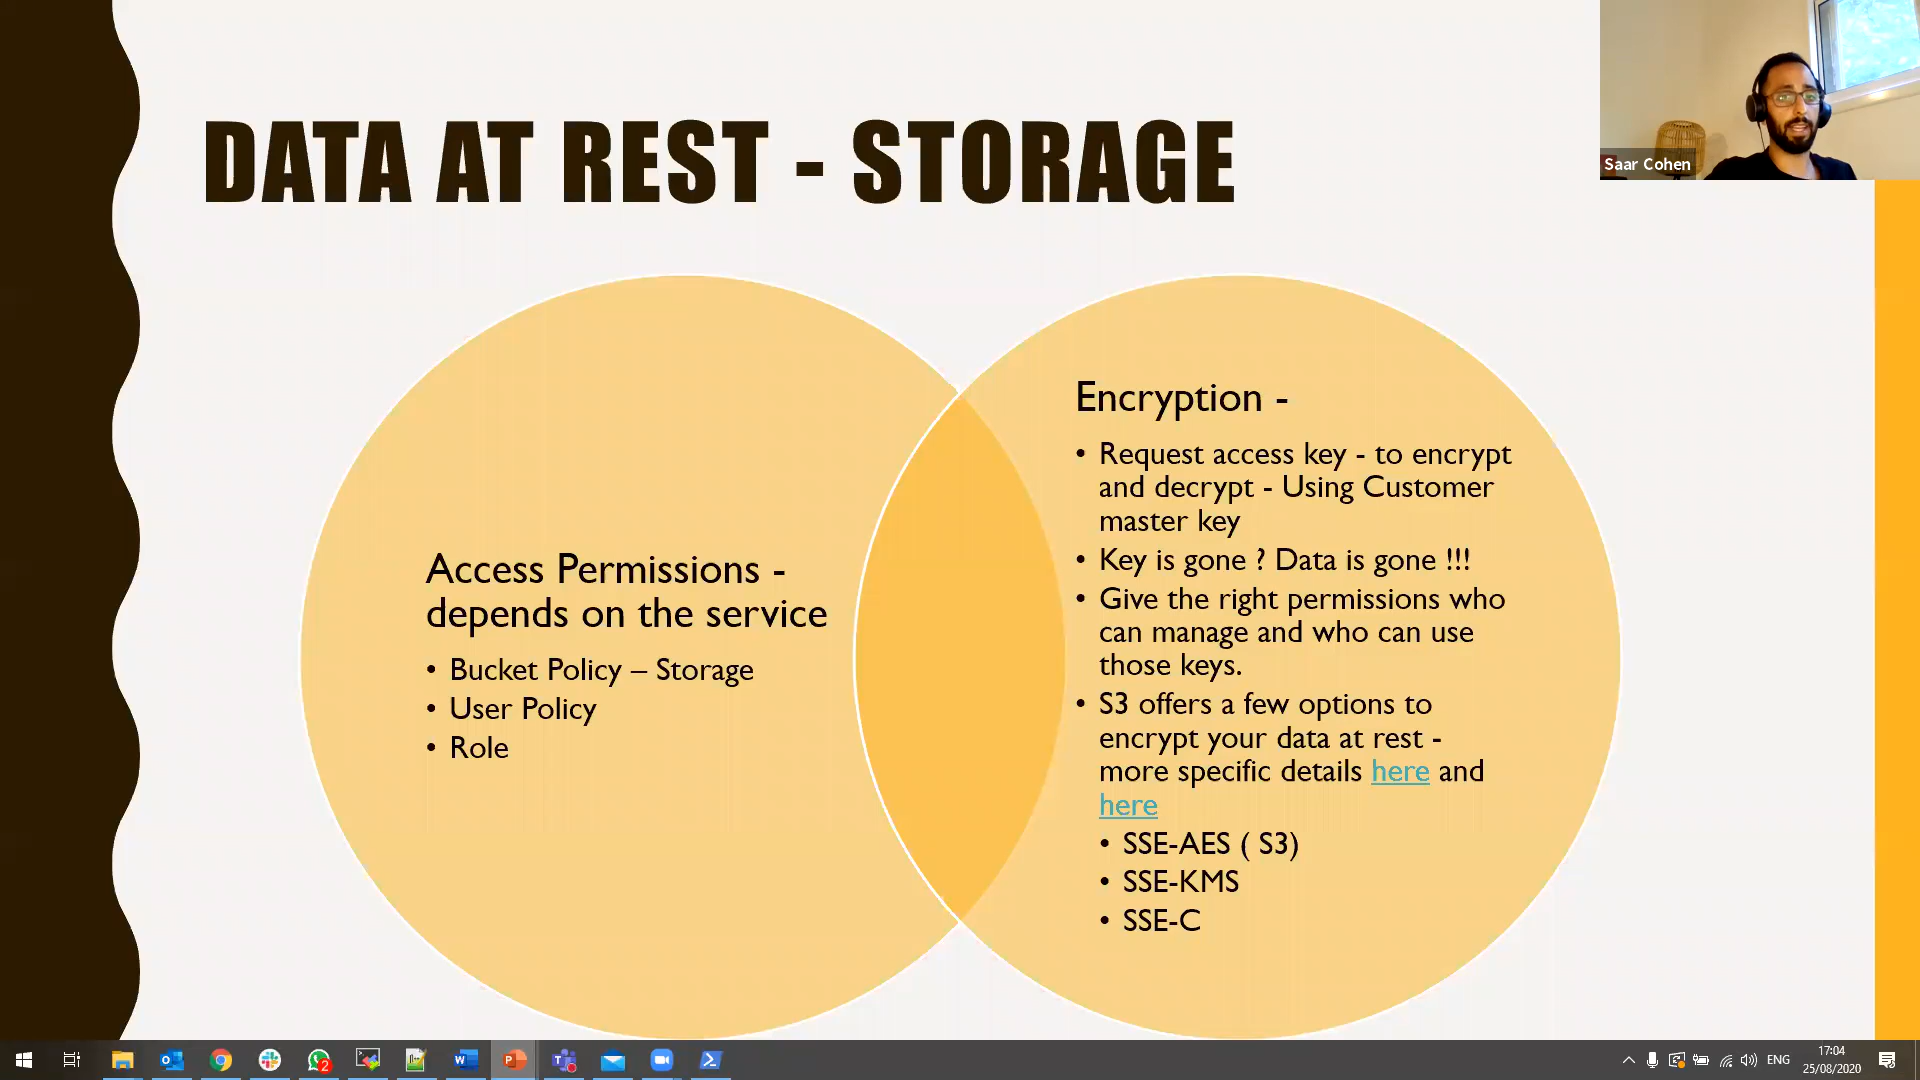 DATA AT REST - STORAGE
Saar Cohen
Access Permissions -
depends on the service
• Bucket Policy – Storage
• User Policy
• Role
Encryption -
• Request access key - to encrypt
and decrypt - Using Customer
master key
• Key is gone ? Data is gone !!!
• Give the right permissions who
can manage and who can use
those keys.
• S3 offers a few options to
encrypt your data at rest -
more specific details here and
here
• SSE-AES ( S3)
• SSE-KMS
• SSE-C
2
ENG
17:04
25/08/2020